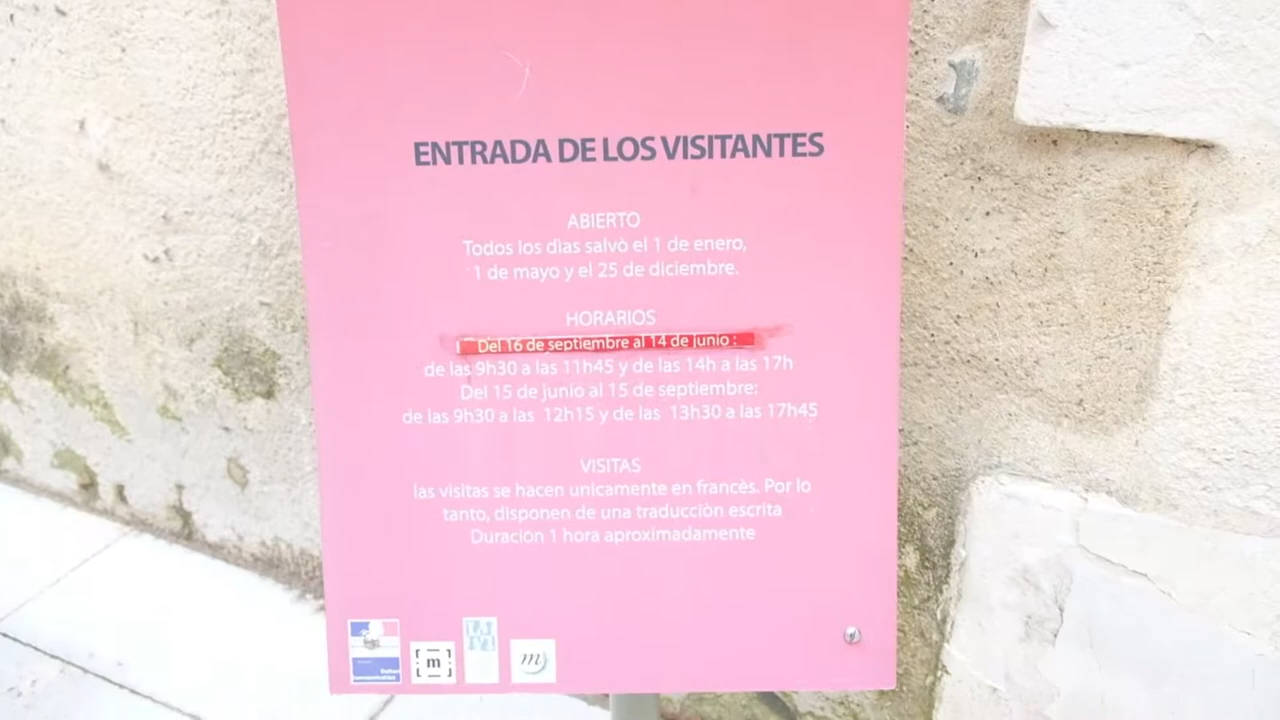 ENTRADA DE LOS VISITANTES
ABIERTO
Todos los dìas salvò el 1 de enero,
1 de mayo y el 25 de diciembre.
HORARIOS
Del 16 de septiembre al 14 de junio :
de las 9h30 a las 11h45 y de las 14h a las 17h
Del 15 de junio al 15 de septiembre:
de las 9h30 a las 12h15 y de las 13h30 a las 17h45
VISITAS
las visitas se hacen unicamente en francès. Por lo
tanto, disponen de una traducciòn escrita
Duraciòn 1 hora aproximadamente
m
m